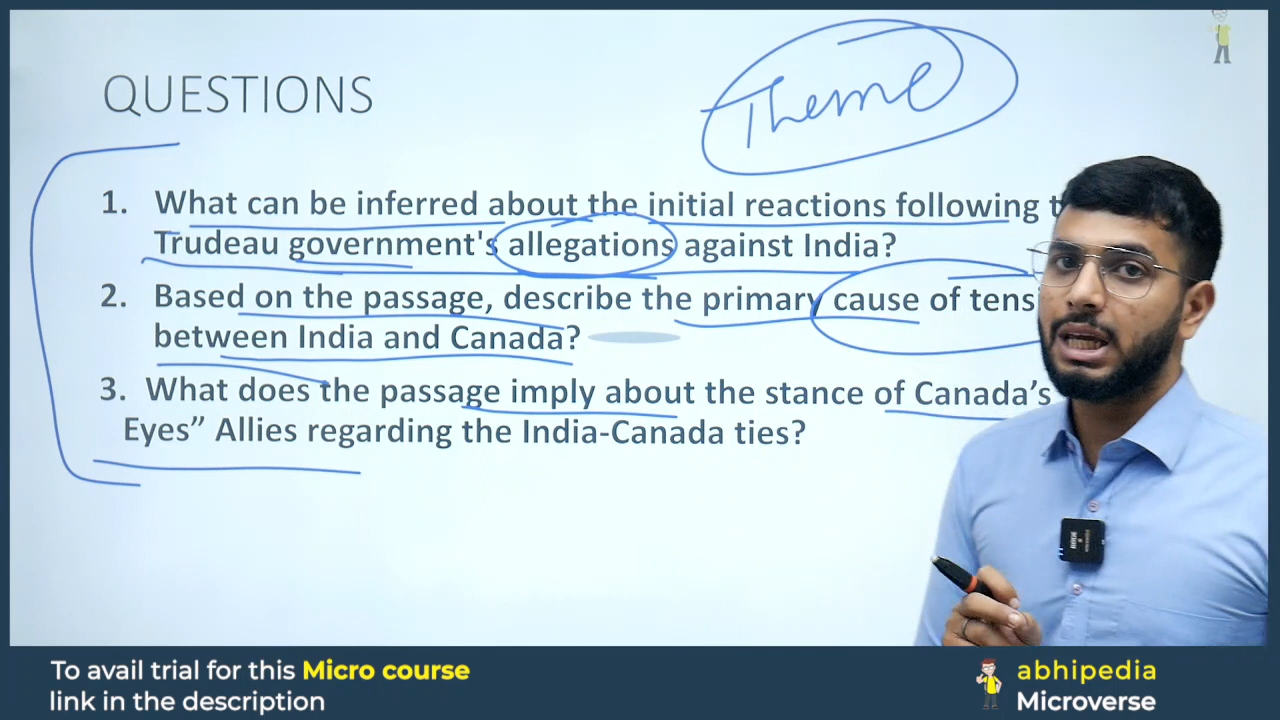 QUESTIONS
Theme
1. What can be inferred about the initial reactions following
Trudeau government's allegations against India?
2. Based on the passage, describe the primary cause of tens
between India and Canada?
3. What does the passage imply about the stance of Canada's
Eyes” Allies regarding the India-Canada ties?
To avail trial for this Micro course
link in the description
abhipedia
Microverse